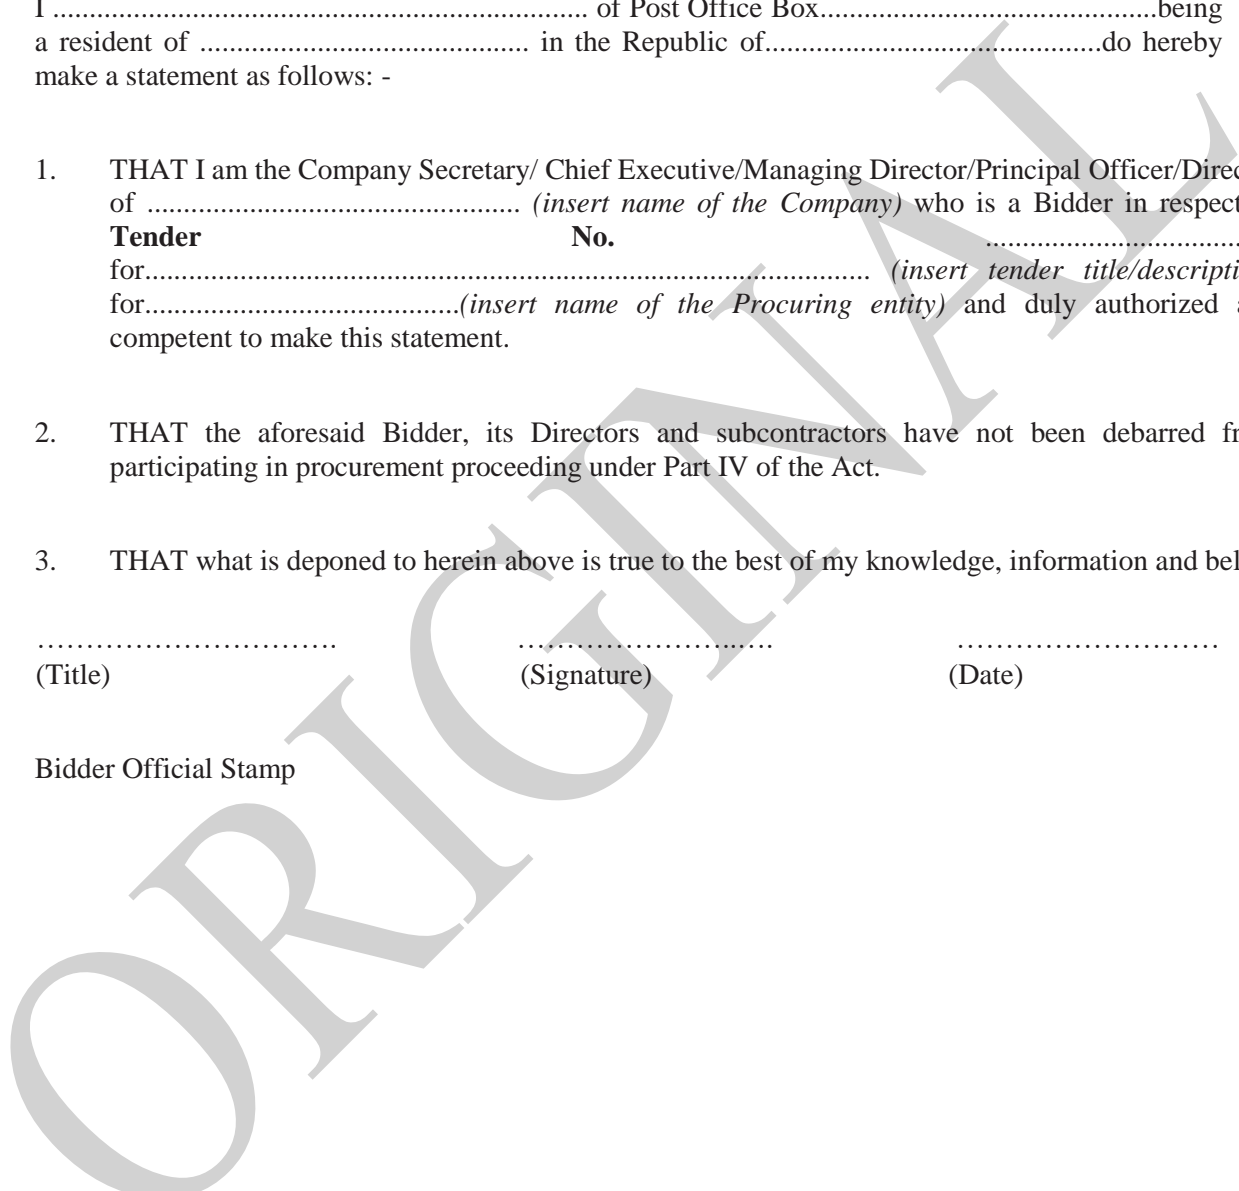 I ........................................................................ of Post Office Box.............................................being
a resident of ............................................ in the Republic of.............................................do hereby
make a statement as follows: -
1. THAT I am the Company Secretary/ Chief Executive/Managing Director/Principal Officer/Direc
of .................................................. (insert name of the Company) who is a Bidder in respect
Tender No. ..................................
for................................................................................................. (insert tender title/descripti
for..........................................(insert name of the Procuring entity) and duly authorized a
competent to make this statement.
2. THAT the aforesaid Bidder, its Directors and subcontractors have not been debarred fr
participating in procurement proceeding under Part IV of the Act.
3. THAT what is deponed to herein above is true to the best of my knowledge, information and bel
…………………………. …………………..…. ………………………
(Title) (Signature) (Date)
Bidder Official Stamp
ORIGINAL